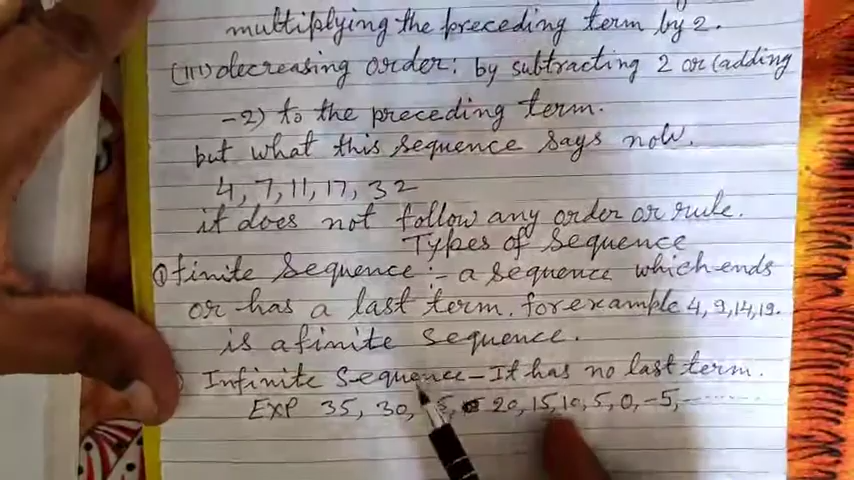 multiplying the preceding term by 2.
(iii) decreasing order: by subtracting 2 or (adding
-2) to the preceding term.
but what this sequence says now.
4, 7, 11, 17, 32
it does not follow any order or rule.
Types of Sequence
① finite Sequence :- a sequence which ends
or has a last term. for example 4, 9, 14, 19.
is a finite sequence.
Infinite Sequence - It has no last term.
EXP 35, 30, 20, 15, 10, 5, 0, -5, ........